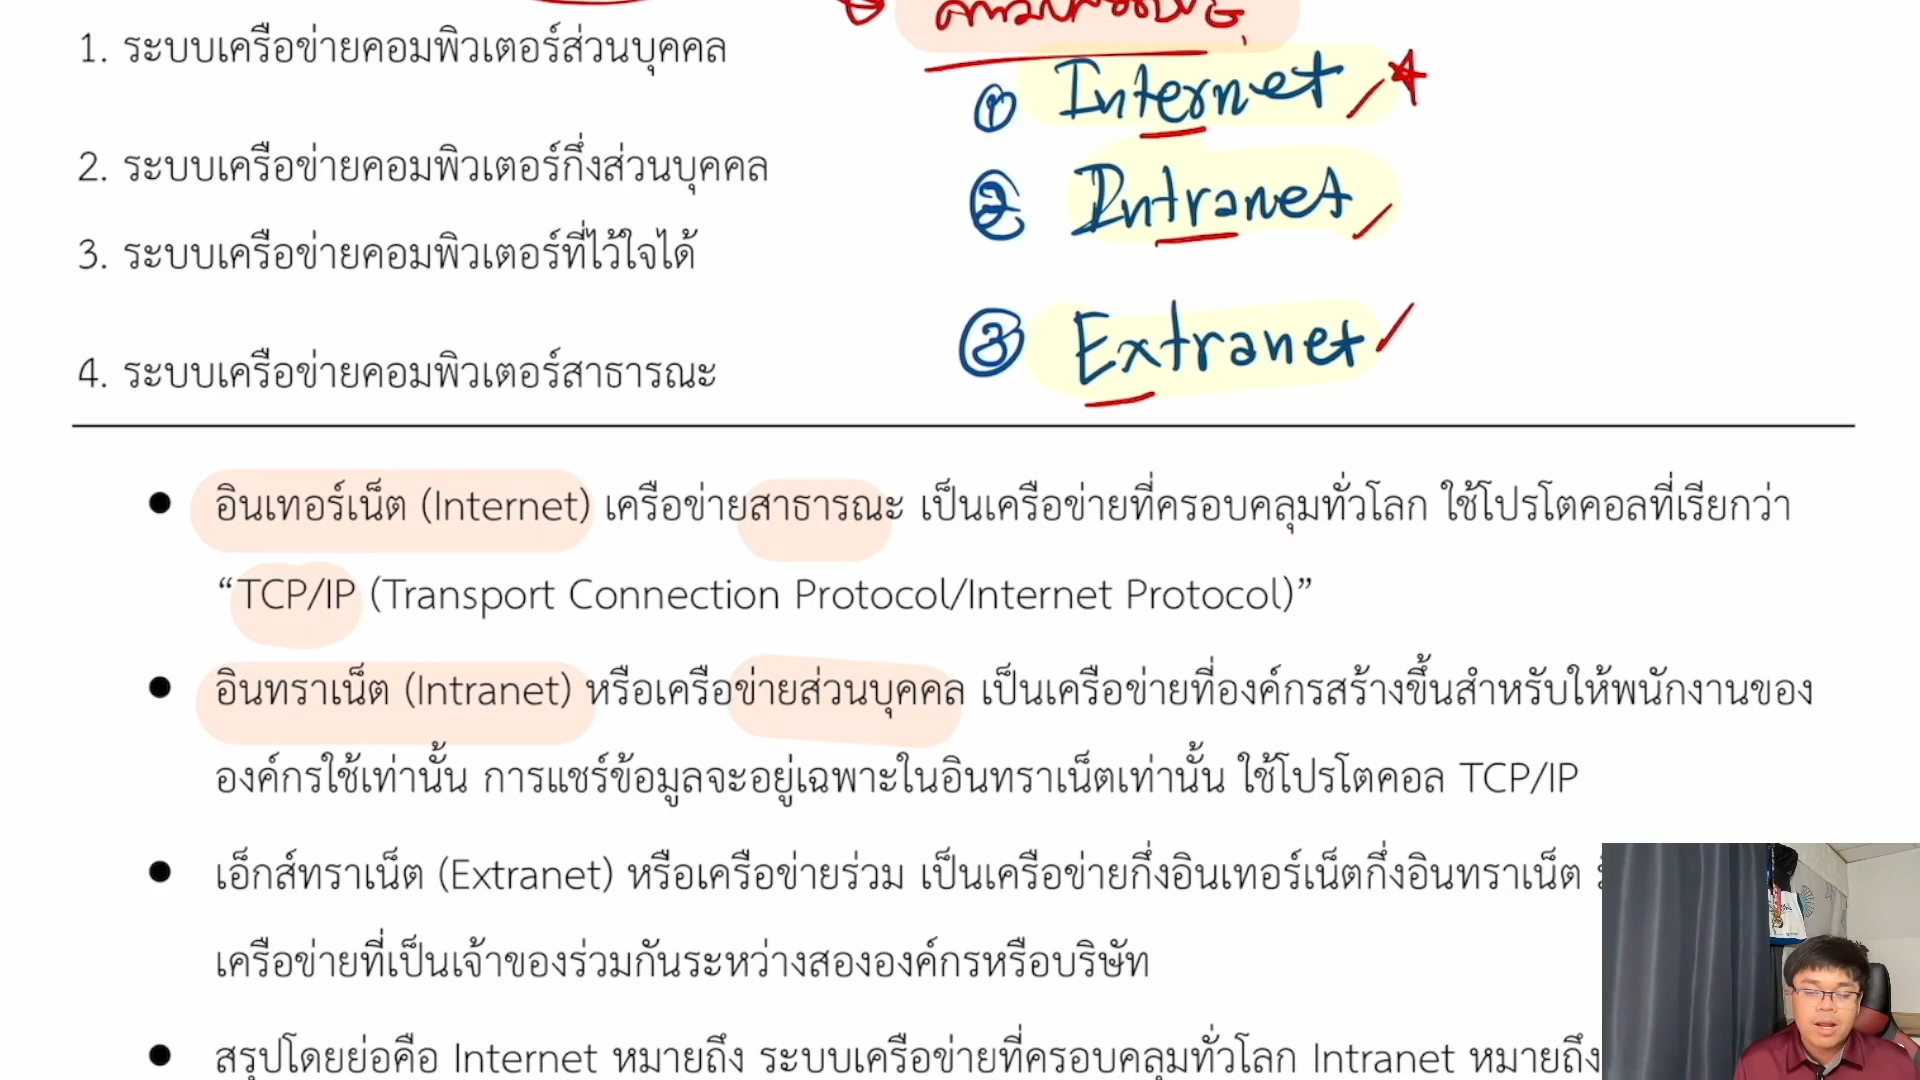 1. ระบบเครือข่ายคอมพิวเตอร์ส่วนบุคคล
2. ระบบเครือข่ายคอมพิวเตอร์กึ่งส่วนบุคคล
3. ระบบเครือข่ายคอมพิวเตอร์ที่ไว้ใจได้
4. ระบบเครือข่ายคอมพิวเตอร์สาธารณะ
① Internet
② Intranet
③ Extranet
● อินเทอร์เน็ต (Internet) เครือข่ายสาธารณะ เป็นเครือข่ายที่ครอบคลุมทั่วโลก ใช้โปรโตคอลที่เรียกว่า
“TCP/IP (Transport Connection Protocol/Internet Protocol)”
● อินทราเน็ต (Intranet) หรือเครือข่ายส่วนบุคคล เป็นเครือข่ายที่องค์กรสร้างขึ้นสำหรับให้พนักงานของ
องค์กรใช้เท่านั้น การแชร์ข้อมูลจะอยู่เฉพาะในอินทราเน็ตเท่านั้น ใช้โปรโตคอล TCP/IP
● เอ็กส์ทราเน็ต (Extranet) หรือเครือข่ายร่วม เป็นเครือข่ายกึ่งอินเทอร์เน็ตกึ่งอินทราเน็ต
เครือข่ายที่เป็นเจ้าของร่วมกันระหว่างสององค์กรหรือบริษัท
● สรุปโดยย่อคือ Internet หมายถึง ระบบเครือข่ายที่ครอบคลุมทั่วโลก Intranet หมายถึง